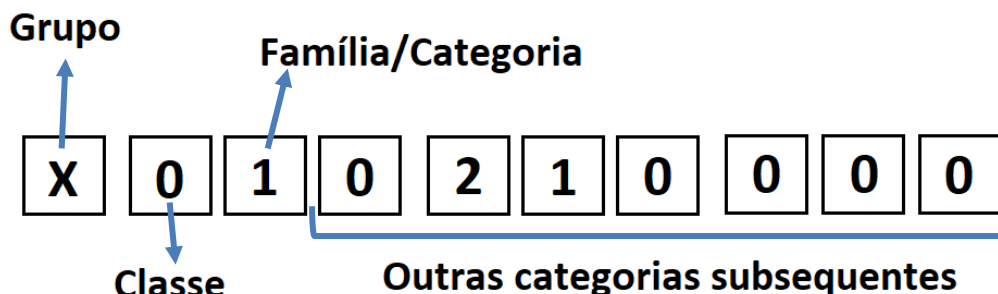 Grupo
Família/Categoria
X 0 1 0 2 1 0 0 0 0
Classe
Outras categorias subsequentes